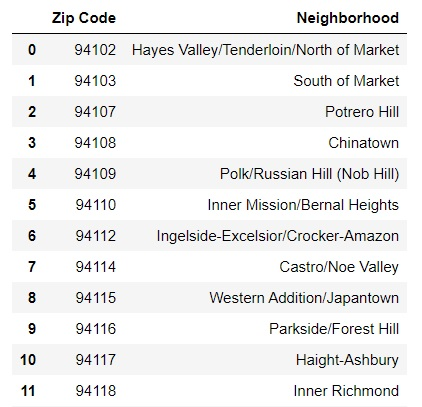 Zip Code Neighborhood
0 94102 Hayes Valley/Tenderloin/North of Market
1 94103 South of Market
2 94107 Potrero Hill
3 94108 Chinatown
4 94109 Polk/Russian Hill (Nob Hill)
5 94110 Inner Mission/Bernal Heights
6 94112 Ingelside-Excelsior/Crocker-Amazon
7 94114 Castro/Noe Valley
8 94115 Western Addition/Japantown
9 94116 Parkside/Forest Hill
10 94117 Haight-Ashbury
11 94118 Inner Richmond